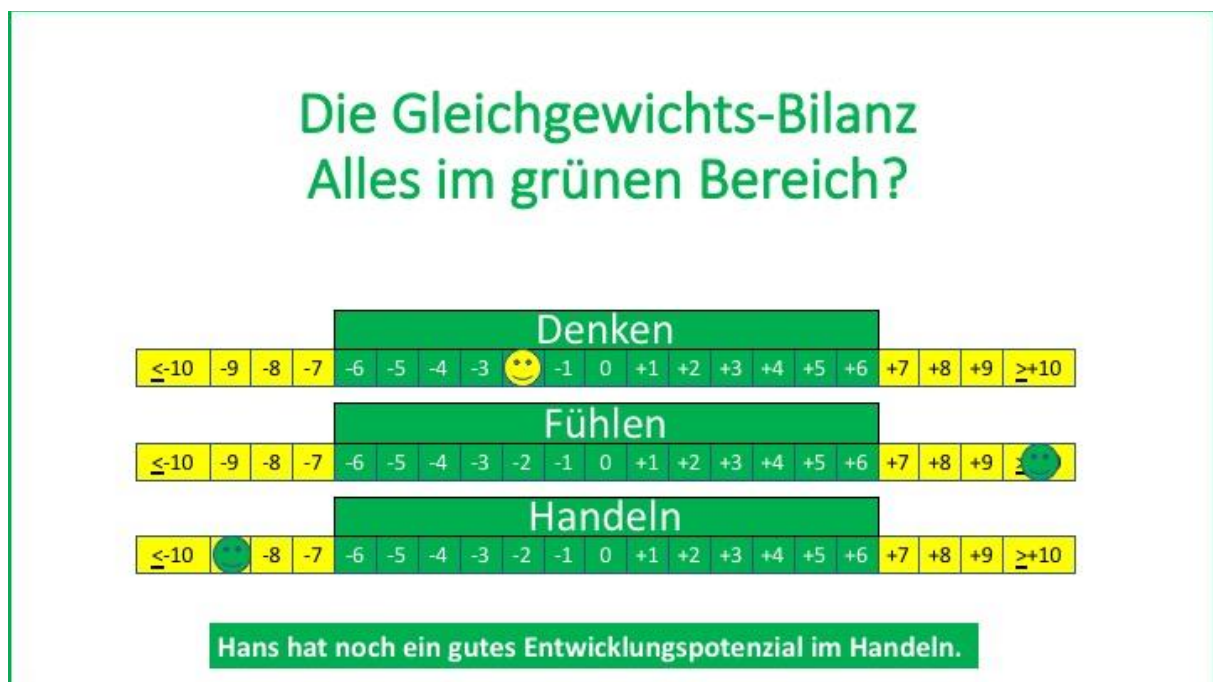 Die Gleichgewichts-Bilanz
Alles im grünen Bereich?
Denken
≤-10 -9 -8 -7 -6 -5 -4 -3 -1 0 +1 +2 +3 +4 +5 +6 +7 +8 +9 ≥+10
Fühlen
≤-10 -9 -8 -7 -6 -5 -4 -3 -2 -1 0 +1 +2 +3 +4 +5 +6 +7 +8 +9
Handeln
≤-10 -8 -7 -6 -5 -4 -3 -2 -1 0 +1 +2 +3 +4 +5 +6 +7 +8 +9 ≥+10
Hans hat noch ein gutes Entwicklungspotenzial im Handeln.